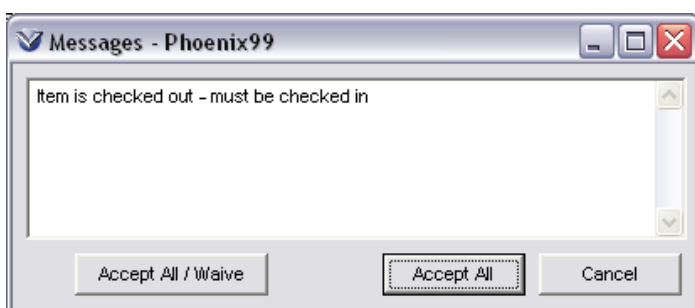 Messages - Phoenix99
Item is checked out - must be checked in
Accept All / Waive
Accept All
Cancel